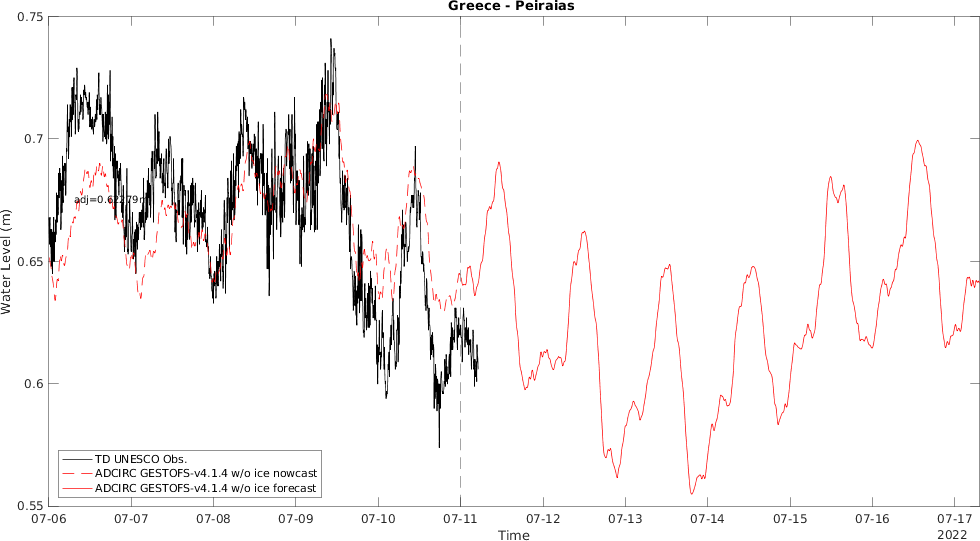 Greece - Peiraias
0.75
0.7
0.65
0.6
0.55
Water Level (m)
adj=0.62279m
TD UNESCO Obs.
ADCIRC GESTOFS-v4.1.4 w/o ice nowcast
ADCIRC GESTOFS-v4.1.4 w/o ice forecast
07-06 07-07 07-08 07-09 07-10 07-11 07-12 07-13 07-14 07-15 07-16 07-17
Time
2022